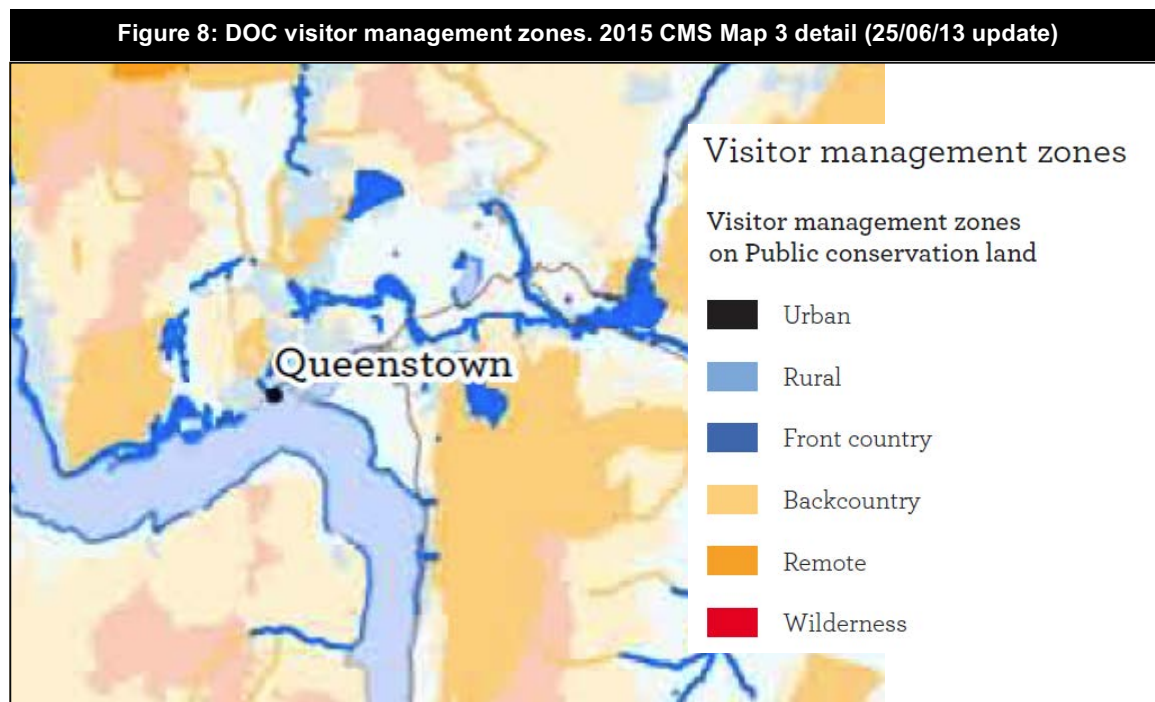 Figure 8: DOC visitor management zones. 2015 CMS Map 3 detail (25/06/13 update)
Visitor management zones
Visitor management zones
on Public conservation land
Urban
Rural
Front country
Queenstown
Backcountry
Remote
Wilderness